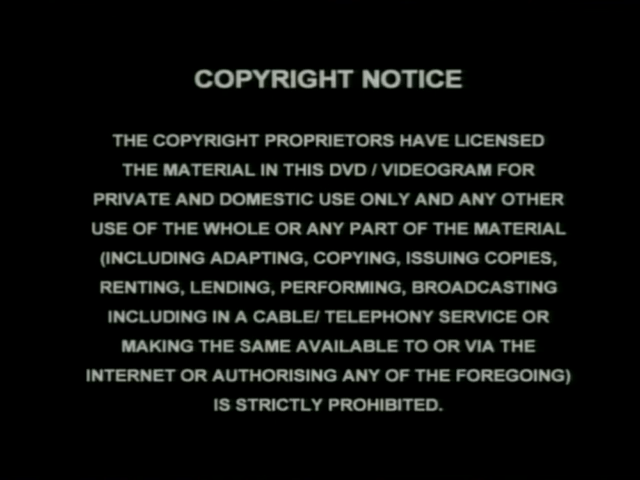 COPYRIGHT NOTICE
THE COPYRIGHT PROPRIETORS HAVE LICENSED
THE MATERIAL IN THIS DVD / VIDEOGRAM FOR
PRIVATE AND DOMESTIC USE ONLY AND ANY OTHER
USE OF THE WHOLE OR ANY PART OF THE MATERIAL
(INCLUDING ADAPTING, COPYING, ISSUING COPIES,
RENTING, LENDING, PERFORMING, BROADCASTING
INCLUDING IN A CABLE/ TELEPHONY SERVICE OR
MAKING THE SAME AVAILABLE TO OR VIA THE
INTERNET OR AUTHORISING ANY OF THE FOREGOING)
IS STRICTLY PROHIBITED.